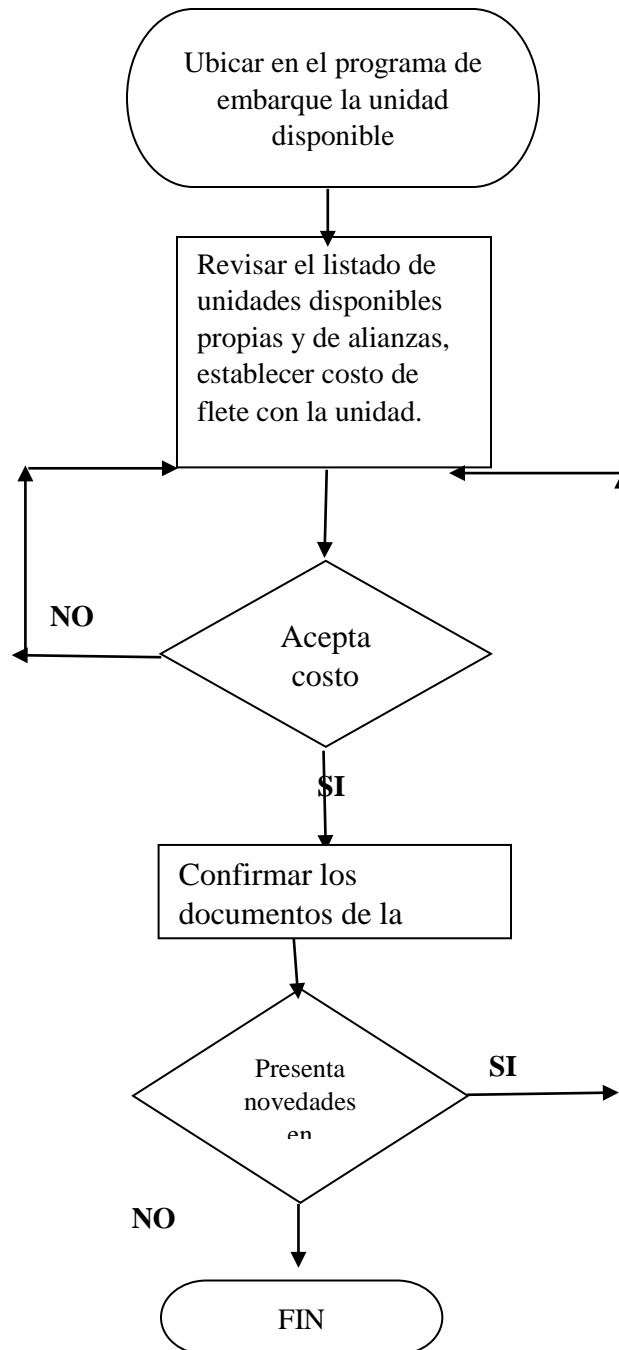 Ubicar en el programa de
embarque la unidad
disponible
Revisar el listado de
unidades disponibles
propias y de alianzas,
establecer costo de
flete con la unidad.
NO
Acepta
costo
SI
Confirmar los
documentos de la
Presenta
novedades
en
SI
NO
FIN